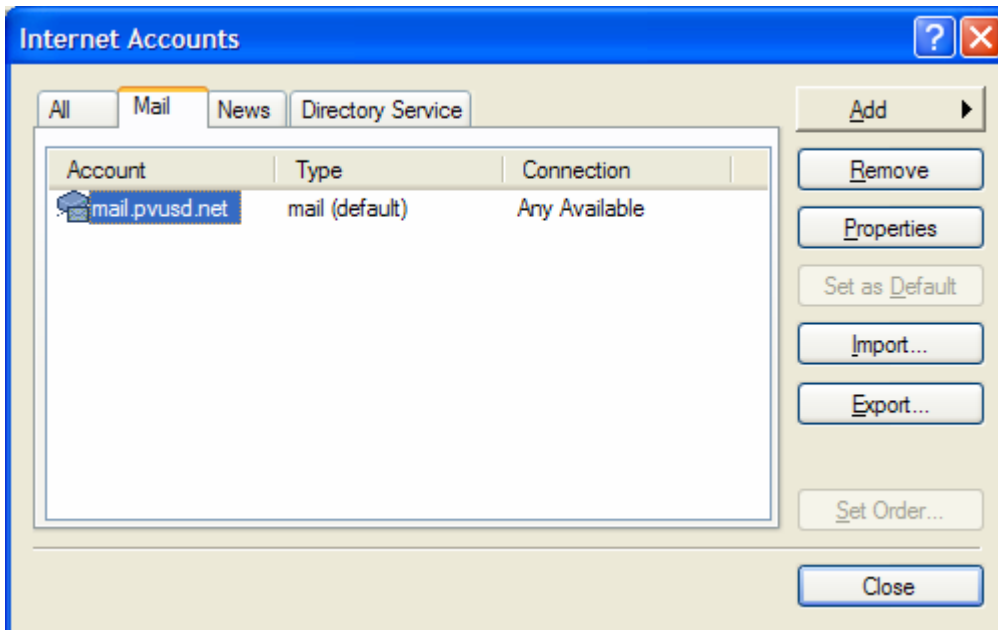 Internet Accounts
All Mail News Directory Service
Add
Account Type Connection
Remove
mail.pvusd.net mail (default) Any Available
Properties
Set as Default
Import...
Export...
Set Order...
Close